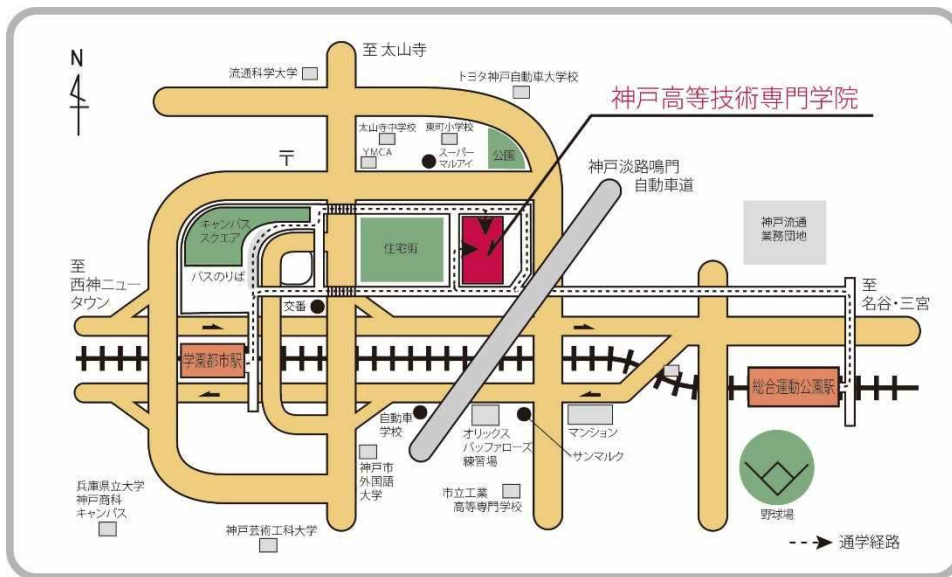 至 太山寺
N
流通科学大学
トヨタ神戸自動車大学校
神戸高等技術専門学院
太山寺中学校
東町小学校
〒
YMCA
スーパー
マルアイ
公園
神戸淡路鳴門
自動車道
キャンパス
スクエア
住宅街
神戸流通
業務団地
バスのりば
至
西神ニュー
タウン
交番
至
名谷・三宮
学園都市駅
総合運動公園駅
自動車
学校
オリックス
バッファローズ
練習場
サンマルク
マンション
神戸市
外国語
大学
市立工業
高等専門学校
兵庫県立大学
神戸商科
キャンパス
神戸芸術工科大学
野球場
通学経路